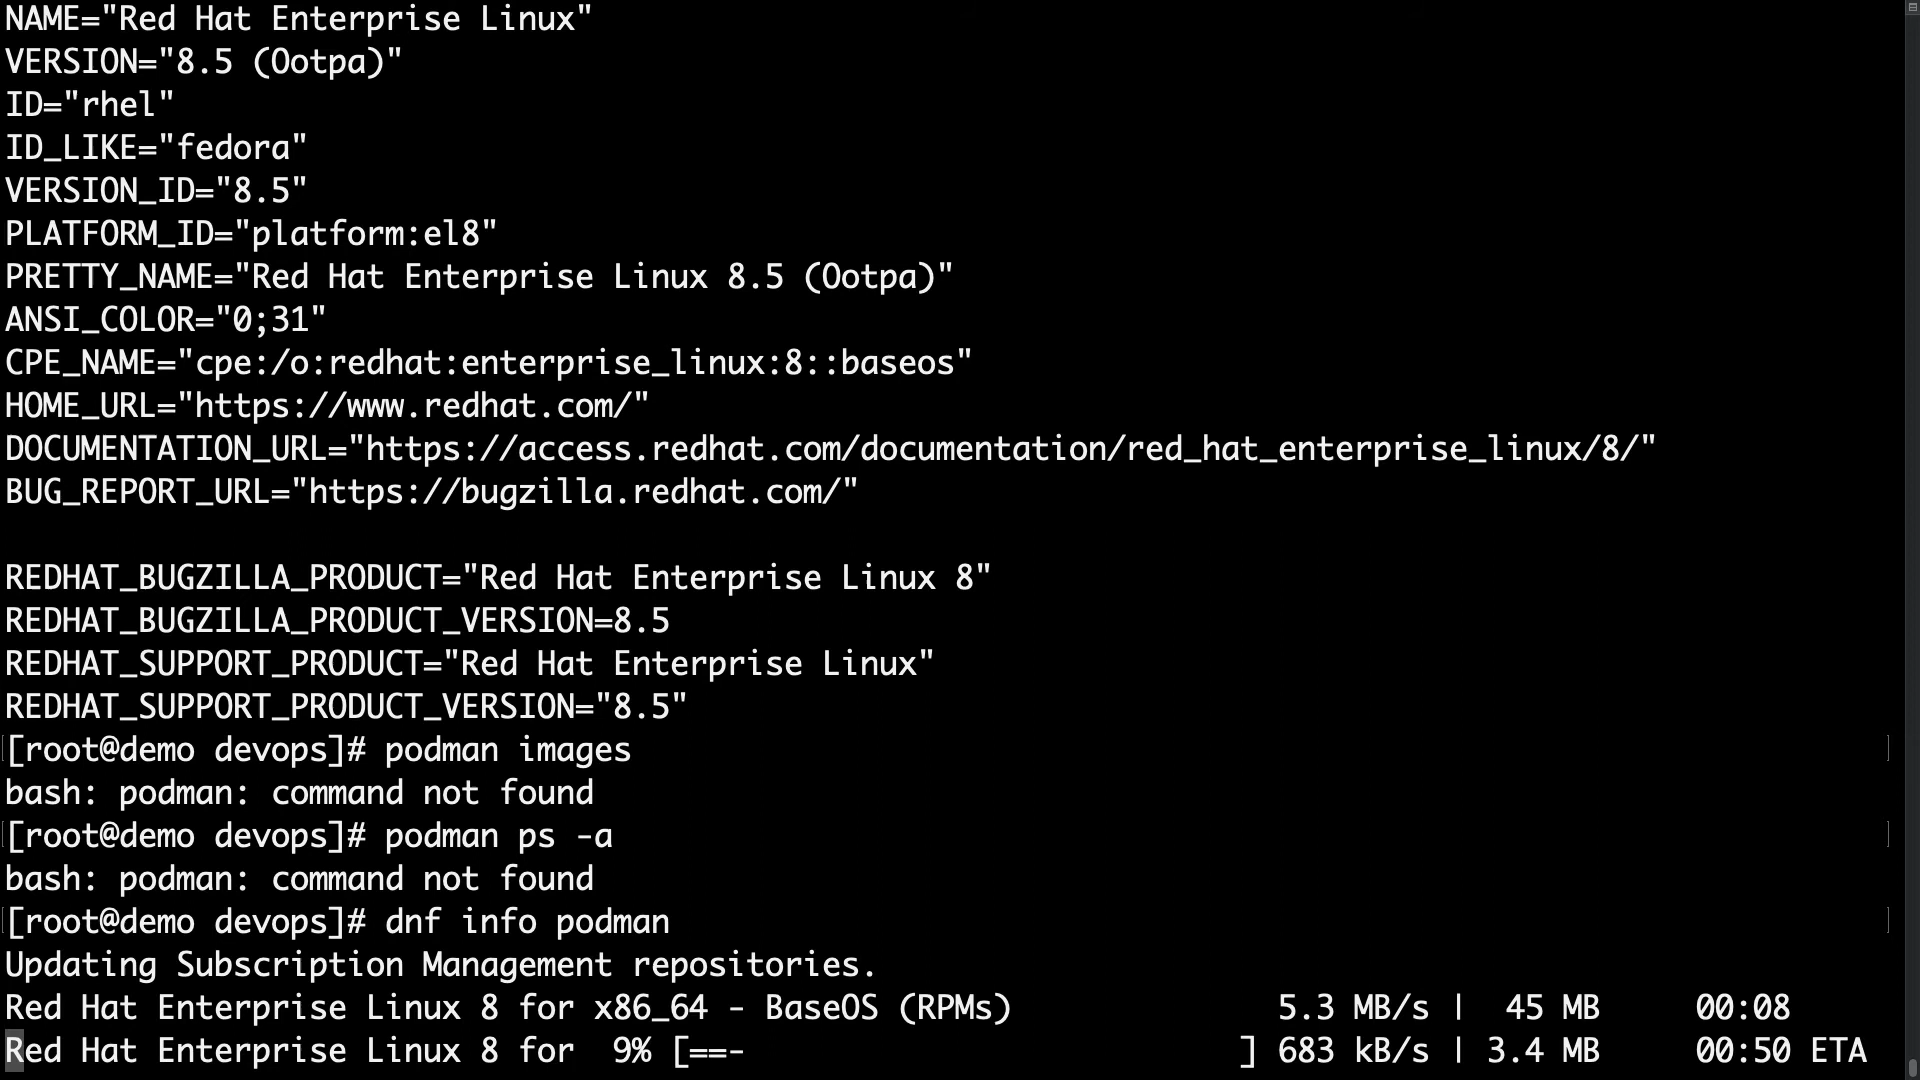 NAME="Red Hat Enterprise Linux"
VERSION="8.5 (Ootpa)"
ID="rhel"
ID_LIKE="fedora"
VERSION_ID="8.5"
PLATFORM_ID="platform:el8"
PRETTY_NAME="Red Hat Enterprise Linux 8.5 (Ootpa)"
ANSI_COLOR="0;31"
CPE_NAME="cpe:/o:redhat:enterprise_linux:8::baseos"
HOME_URL="https://www.redhat.com/"
DOCUMENTATION_URL="https://access.redhat.com/documentation/red_hat_enterprise_linux/8/"
BUG_REPORT_URL="https://bugzilla.redhat.com/"

REDHAT_BUGZILLA_PRODUCT="Red Hat Enterprise Linux 8"
REDHAT_BUGZILLA_PRODUCT_VERSION=8.5
REDHAT_SUPPORT_PRODUCT="Red Hat Enterprise Linux"
REDHAT_SUPPORT_PRODUCT_VERSION="8.5"
[root@demo devops]# podman images
bash: podman: command not found
[root@demo devops]# podman ps -a
bash: podman: command not found
[root@demo devops]# dnf info podman
Updating Subscription Management repositories.
Red Hat Enterprise Linux 8 for x86_64 - BaseOS (RPMs) 5.3 MB/s | 45 MB 00:08
Red Hat Enterprise Linux 8 for 9% [==- ] 683 kB/s | 3.4 MB 00:50 ETA